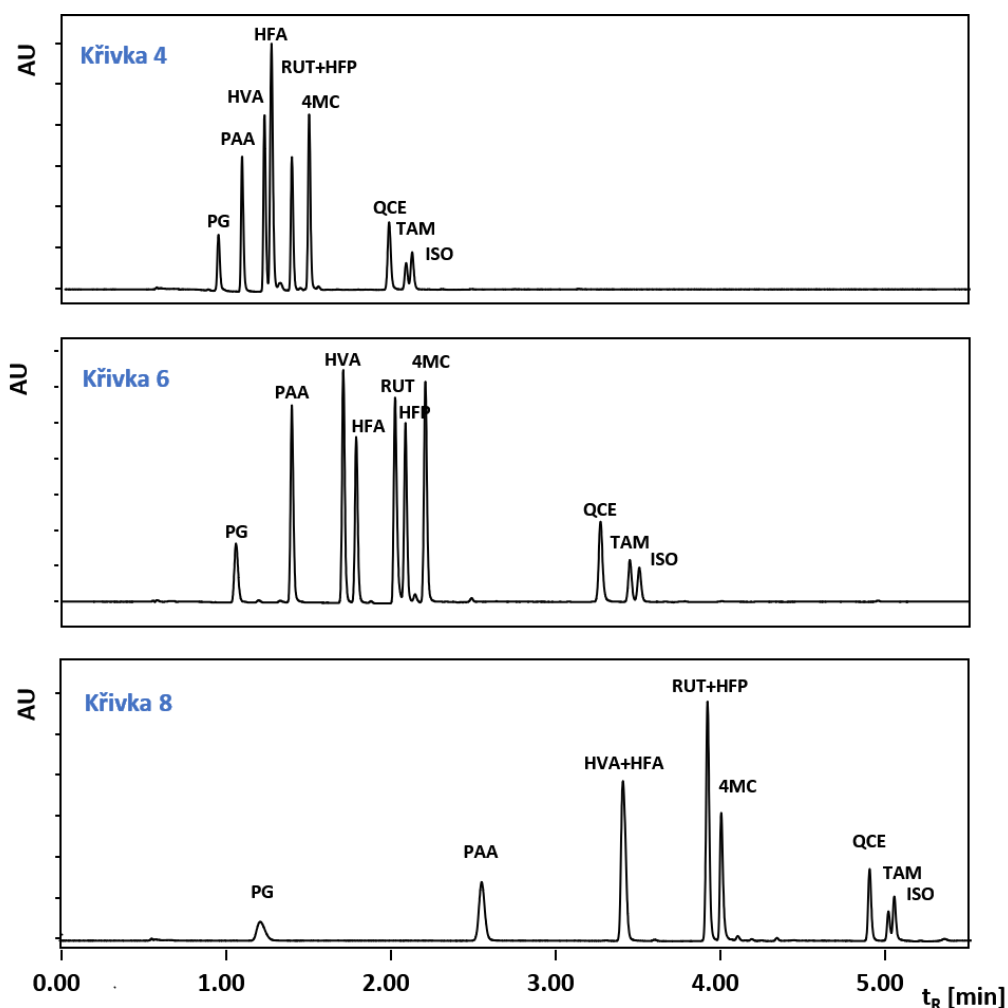 AU
Křivka 4
PG
PAA
HVA
HFA
RUT+HFP
4MC
QCE
TAM
ISO
AU
Křivka 6
PG
PAA
HVA
HFA
RUT
HFP
4MC
QCE
TAM
ISO
AU
Křivka 8
PG
PAA
HVA+HFA
RUT+HFP
4MC
QCE
TAM
ISO
0.00 1.00 2.00 3.00 4.00 5.00
tR [min]